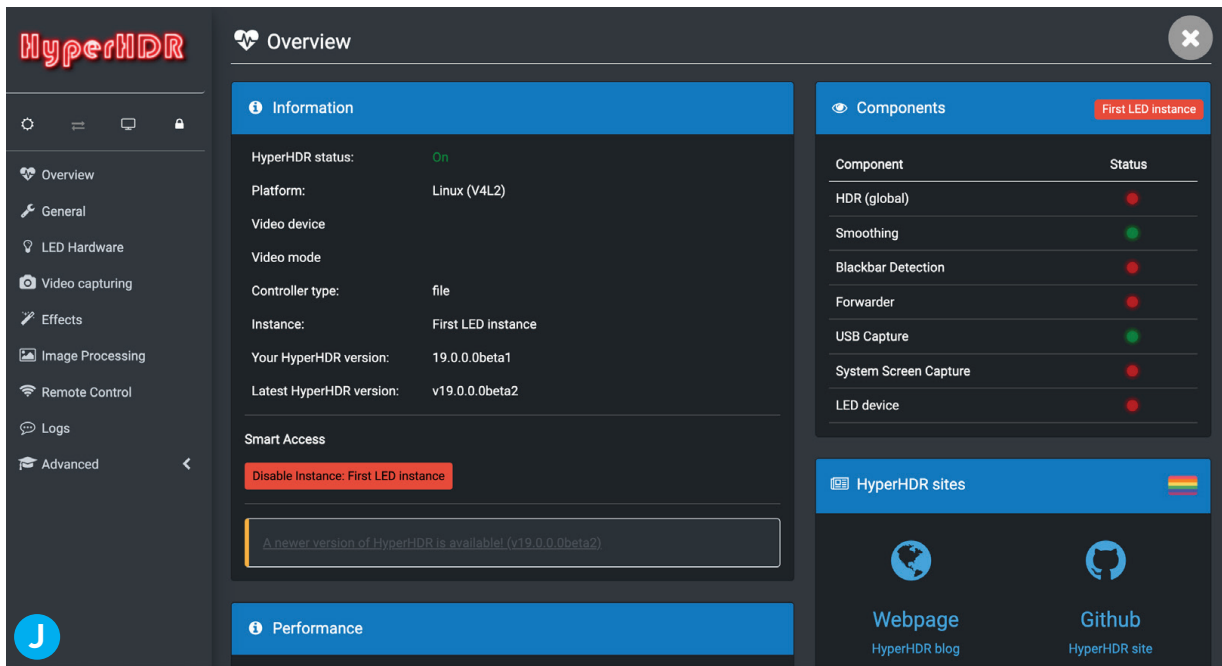 HyperHDR
Overview
General
LED Hardware
Video capturing
Effects
Image Processing
Remote Control
Logs
Advanced
J
Overview
Information
HyperHDR status: On
Platform: Linux (V4L2)
Video device
Video mode
Controller type: file
Instance: First LED instance
Your HyperHDR version: 19.0.0.0beta1
Latest HyperHDR version: v19.0.0.0beta2
Smart Access
Disable Instance: First LED instance
A newer version of HyperHDR is available! (v19.0.0.0beta2)
Performance
Components First LED instance
Component Status
HDR (global)
Smoothing
Blackbar Detection
Forwarder
USB Capture
System Screen Capture
LED device
HyperHDR sites
Webpage Github
HyperHDR blog HyperHDR site